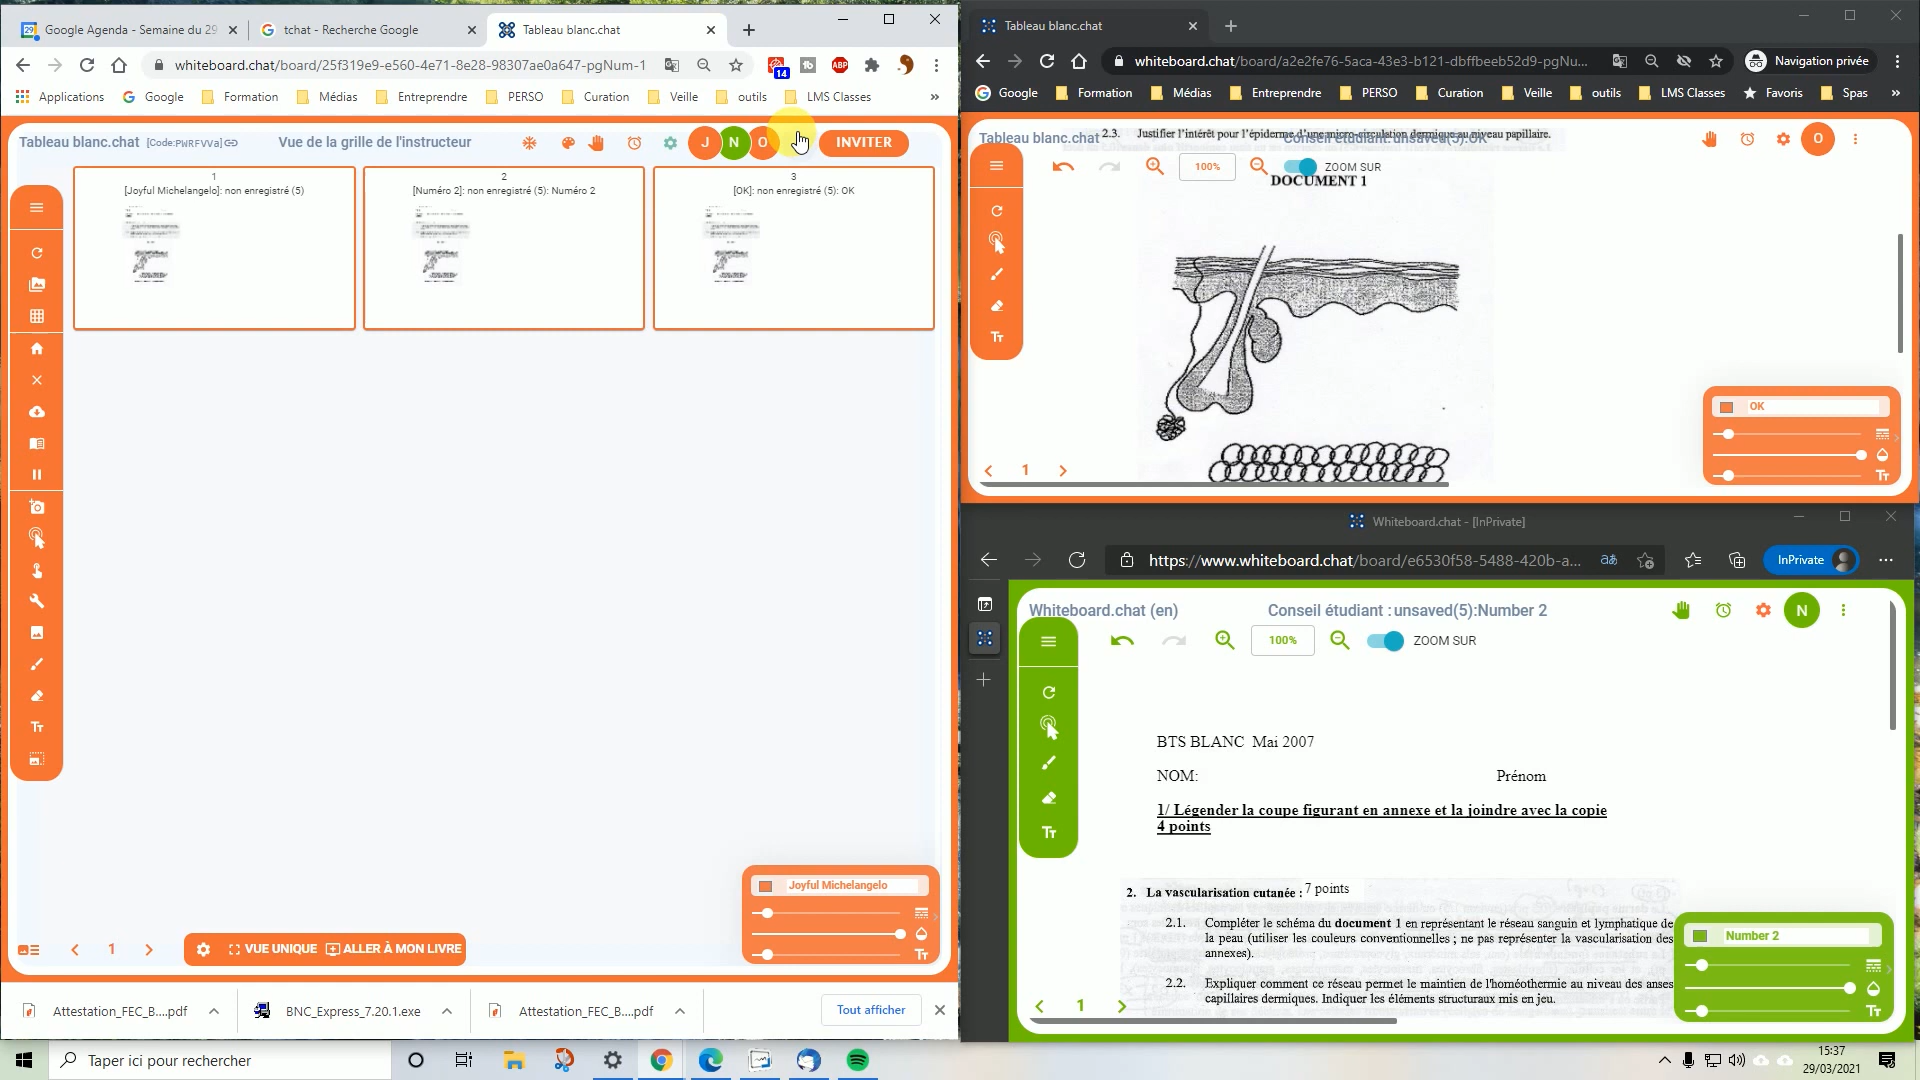 Google Agenda - Semaine du 29
tchat - Recherche Google
Tableau blanc.chat
whiteboard.chat/board/25f319e9-e560-4e71-8e28-98307ae0a647-pgNum-1
14
ABP
Applications
Google
Formation
Médias
Entreprendre
PERSO
Curation
Veille
outils
LMS Classes
»
Tableau blanc.chat [Code:PWRFVVa]
Vue de la grille de l'instructeur
J
N
O
INVITER
1
[Joyful Michelangelo]: non enregistré (5)
2
[Numéro 2]: non enregistré (5): Numéro 2
3
[OK]: non enregistré (5): OK
Joyful Michelangelo
1
VUE UNIQUE
ALLER À MON LIVRE
Attestation_FEC_B....pdf
BNC_Express_7.20.1.exe
Attestation_FEC_B....pdf
Tout afficher
Tableau blanc.chat
whiteboard.chat/board/a2e2fe76-5aca-43e3-b121-dbffbeeb52d9-pgNu...
Navigation privée
Google
Formation
Médias
Entreprendre
PERSO
Curation
Veille
outils
LMS Classes
Favoris
Spas
»
Tableau blanc.chat
Conseil étudiant: unsaved(5):OK
O
2.3. Justifier l'intérêt pour l'épiderme d'une micro-circulation dermique au niveau papillaire.
100%
ZOOM SUR
DOCUMENT 1
OK
1
Whiteboard.chat - [InPrivate]
https://www.whiteboard.chat/board/e6530f58-5488-420b-a...
InPrivate
Whiteboard.chat (en)
Conseil étudiant : unsaved(5):Number 2
N
100%
ZOOM SUR
BTS BLANC Mai 2007
NOM:
Prénom
1/ Légender la coupe figurant en annexe et la joindre avec la copie
4 points
2. La vascularisation cutanée : 7 points
2.1. Compléter le schéma du document 1 en représentant le réseau sanguin et lymphatique de
la peau (utiliser les couleurs conventionnelles ; ne pas représenter la vascularisation des
annexes).
2.2. Expliquer comment ce réseau permet le maintien de l'homéothermie au niveau des anses
capillaires dermiques. Indiquer les éléments structuraux mis en jeu.
Number 2
1
Taper ici pour rechercher
15:37
29/03/2021